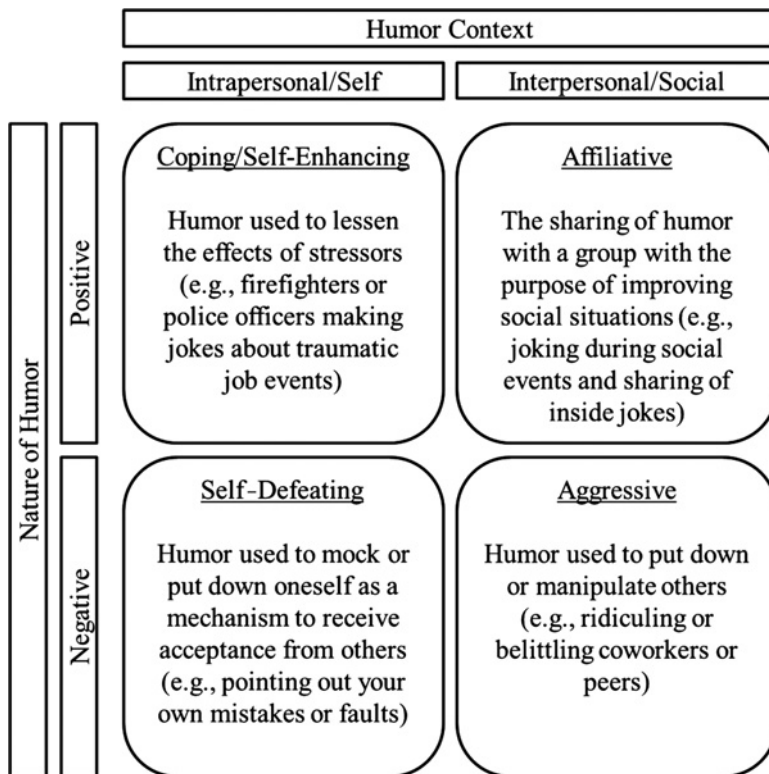 Humor Context
Intrapersonal/Self
Interpersonal/Social
Nature of Humor
Positive
Coping/Self-Enhancing
Humor used to lessen
the effects of stressors
(e.g., firefighters or
police officers making
jokes about traumatic
job events)
Affiliative
The sharing of humor
with a group with the
purpose of improving
social situations (e.g.,
joking during social
events and sharing of
inside jokes)
Negative
Self-Defeating
Humor used to mock or
put down oneself as a
mechanism to receive
acceptance from others
(e.g., pointing out your
own mistakes or faults)
Aggressive
Humor used to put down
or manipulate others
(e.g., ridiculing or
belittling coworkers or
peers)